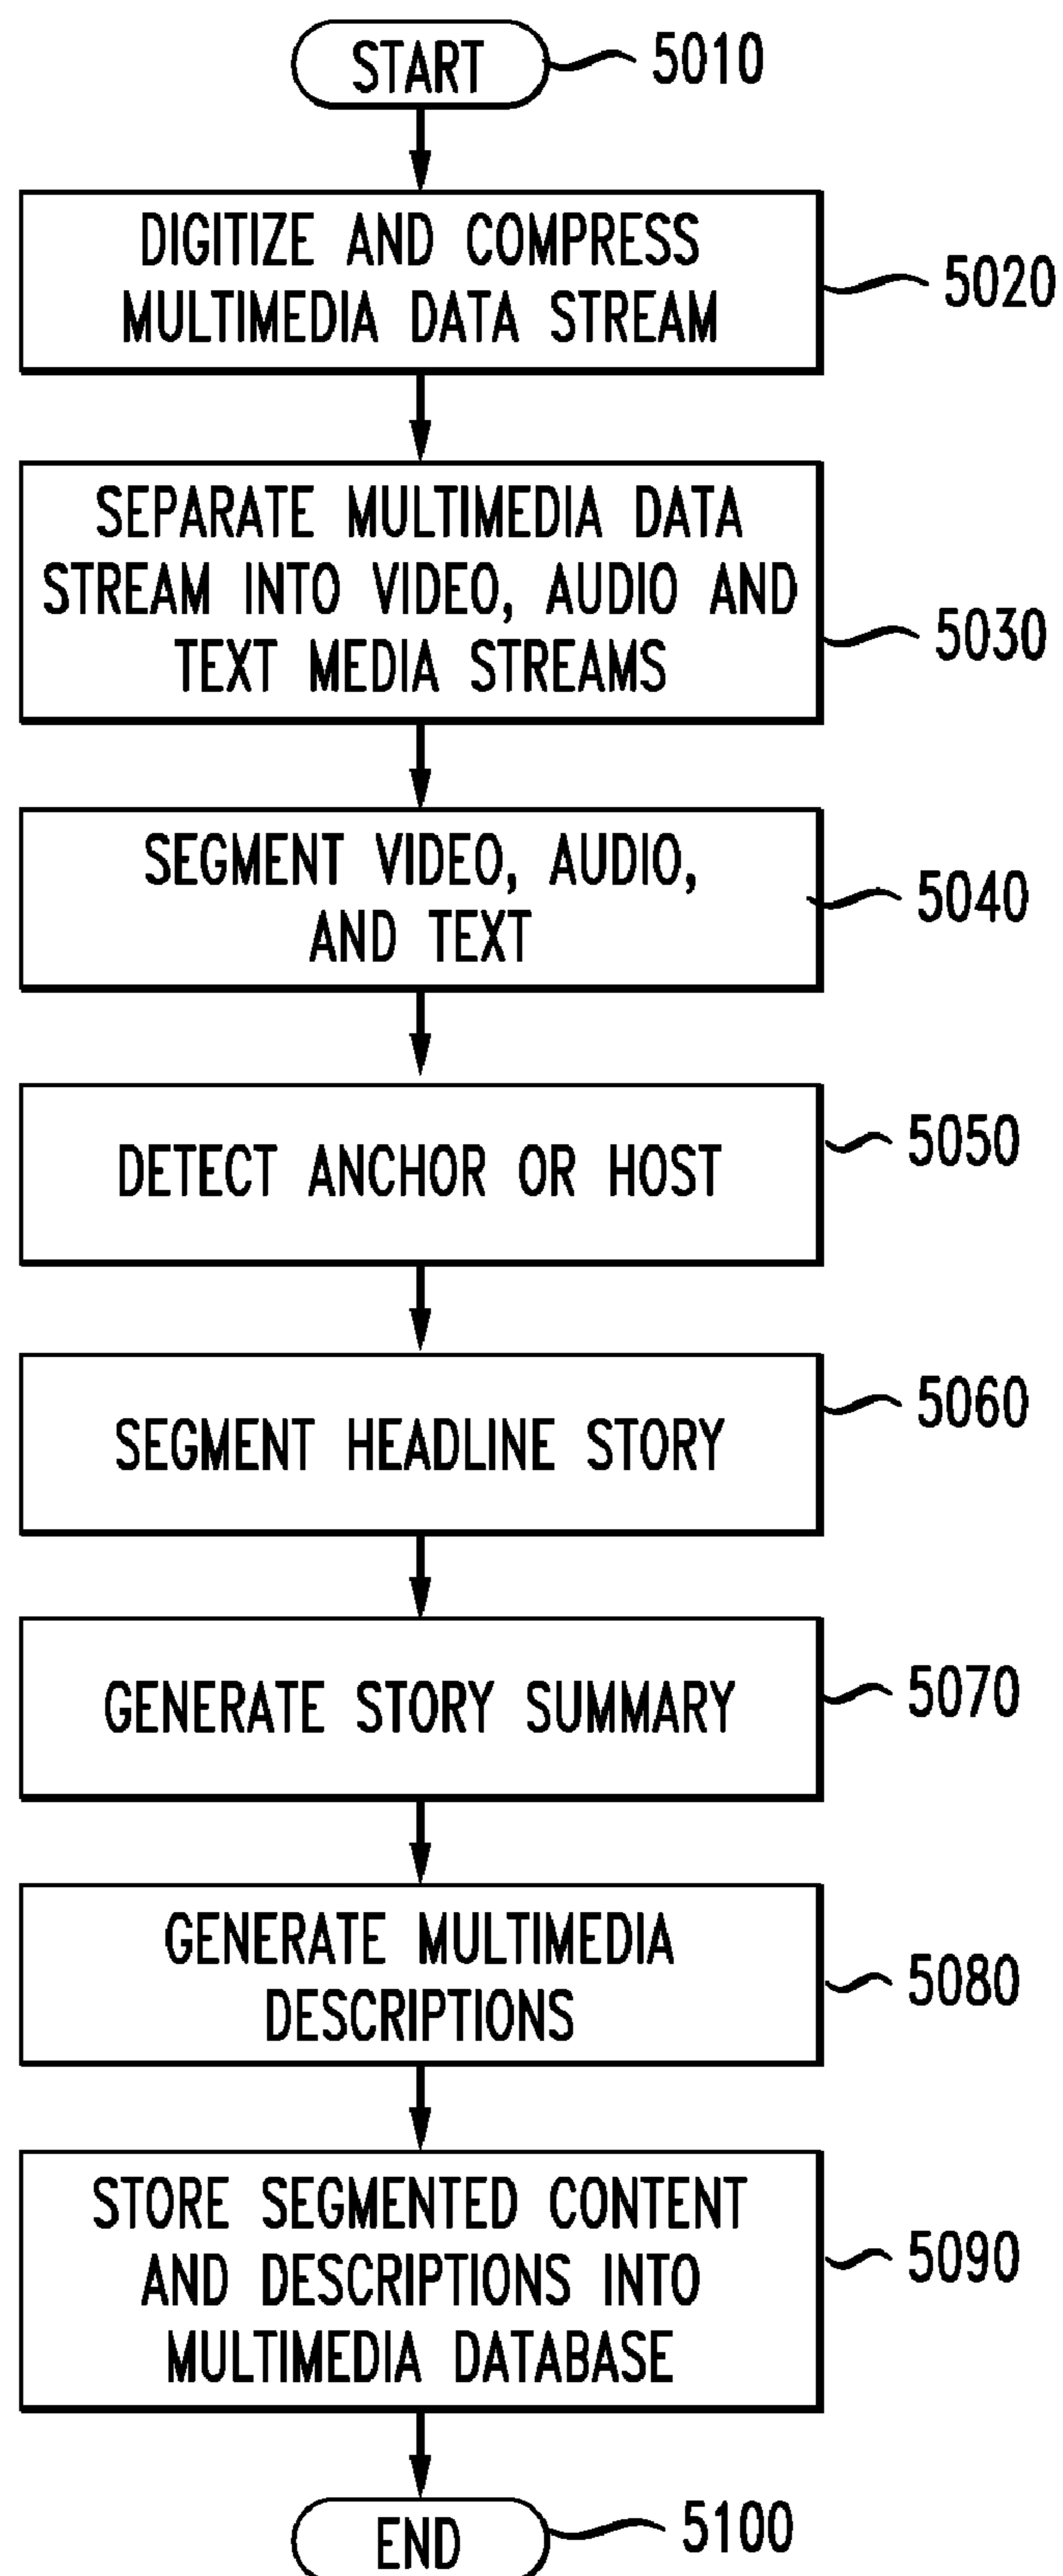 START
5010
DIGITIZE AND COMPRESS
MULTIMEDIA DATA STREAM
5020
SEPARATE MULTIMEDIA DATA
STREAM INTO VIDEO, AUDIO AND
TEXT MEDIA STREAMS
5030
SEGMENT VIDEO, AUDIO,
AND TEXT
5040
DETECT ANCHOR OR HOST
5050
SEGMENT HEADLINE STORY
5060
GENERATE STORY SUMMARY
5070
GENERATE MULTIMEDIA
DESCRIPTIONS
5080
STORE SEGMENTED CONTENT
AND DESCRIPTIONS INTO
MULTIMEDIA DATABASE
5090
END
5100